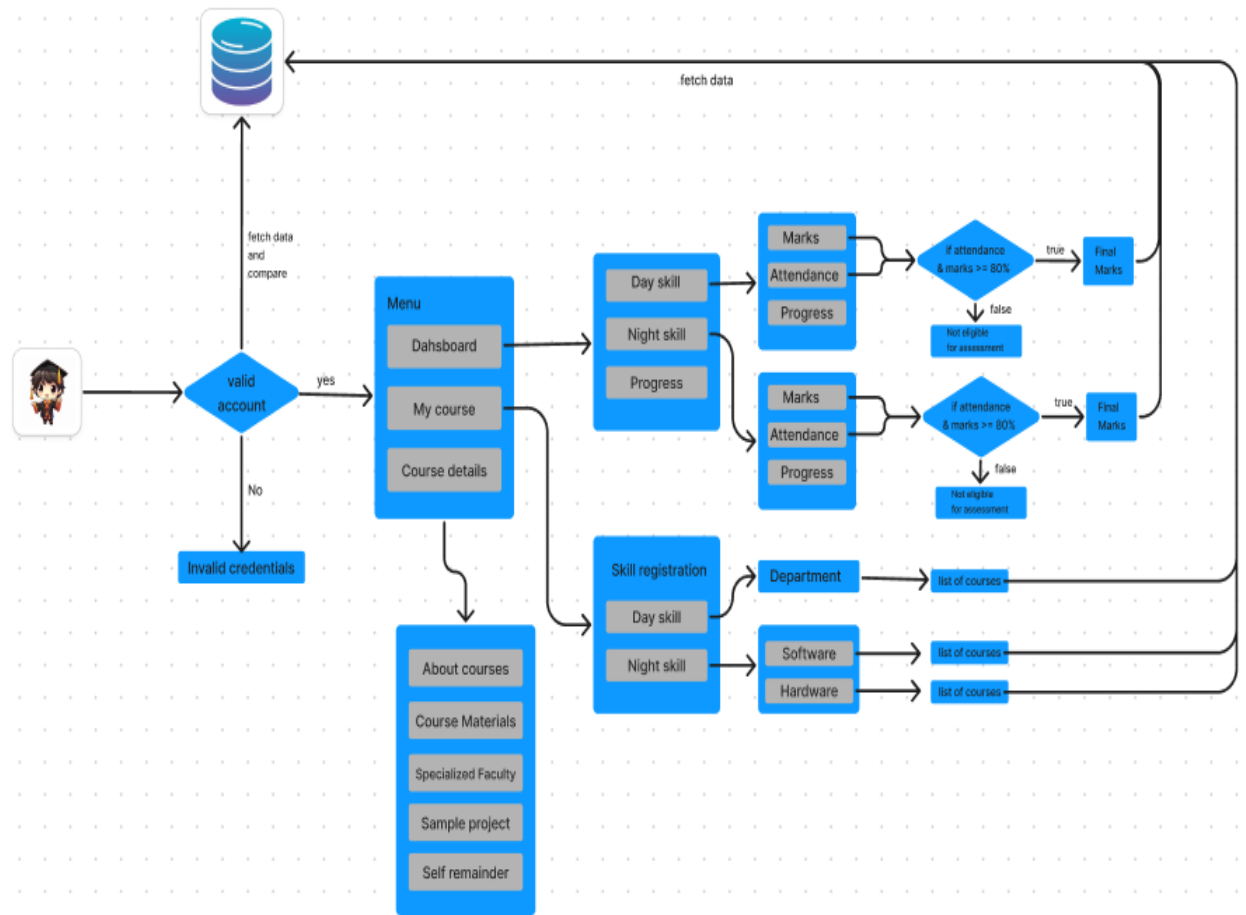 fetch data
fetch data
and
compare
valid
account
yes
No
Invalid credentials
Menu
Dahsboard
My course
Course details
About courses
Course Materials
Specialized Faculty
Sample project
Self remainder
Day skill
Night skill
Progress
Marks
Attendance
Progress
if attendance
& marks >= 80%
true
Final
Marks
false
Not eligible
for assessment
Marks
Attendance
Progress
if attendance
& marks >= 80%
true
Final
Marks
false
Not eligible
for assessment
Skill registration
Day skill
Night skill
Department
list of courses
Software
list of courses
Hardware
list of courses